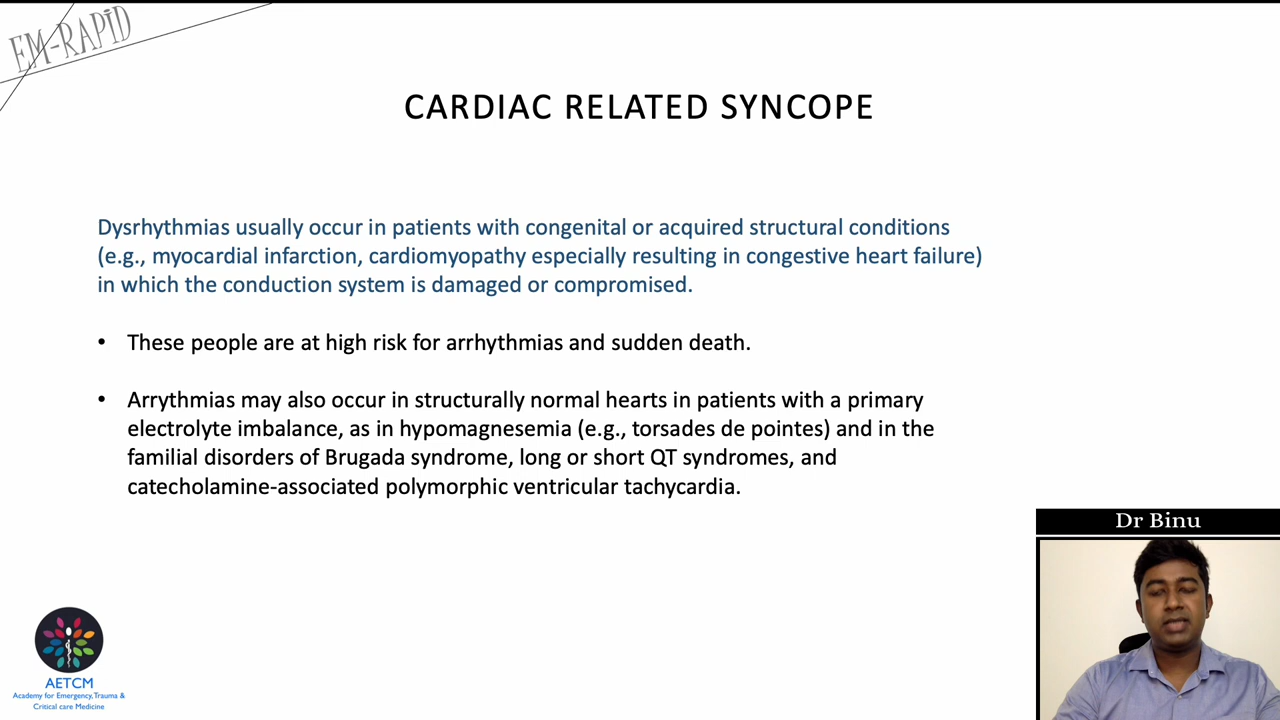 EM-RAPID
CARDIAC RELATED SYNCOPE
Dysrhythmias usually occur in patients with congenital or acquired structural conditions
(e.g., myocardial infarction, cardiomyopathy especially resulting in congestive heart failure)
in which the conduction system is damaged or compromised.
• These people are at high risk for arrhythmias and sudden death.
• Arrythmias may also occur in structurally normal hearts in patients with a primary
electrolyte imbalance, as in hypomagnesemia (e.g., torsades de pointes) and in the
familial disorders of Brugada syndrome, long or short QT syndromes, and
catecholamine-associated polymorphic ventricular tachycardia.
Dr Binu
AETCM
Academy for Emergency, Trauma &
Critical care Medicine